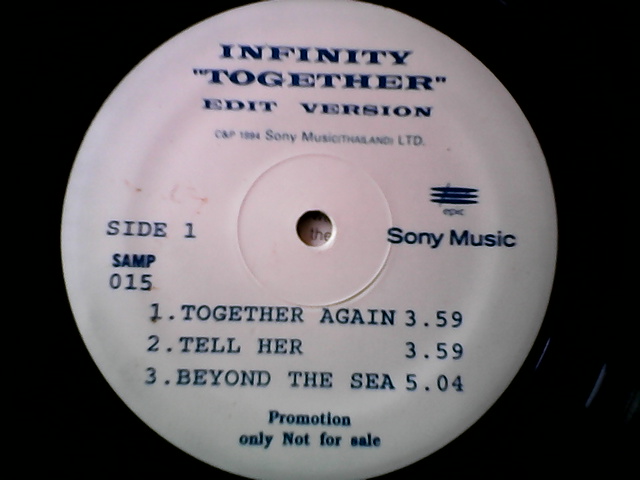 INFINITY
"TOGETHER"
EDIT VERSION
C&P 1994 Sony Music(THAILAND) LTD.
epic
Sony Music
SIDE 1
SAMP
015
the
1. TOGETHER AGAIN 3.59
2. TELL HER 3.59
3. BEYOND THE SEA 5.04
Promotion
only Not for sale